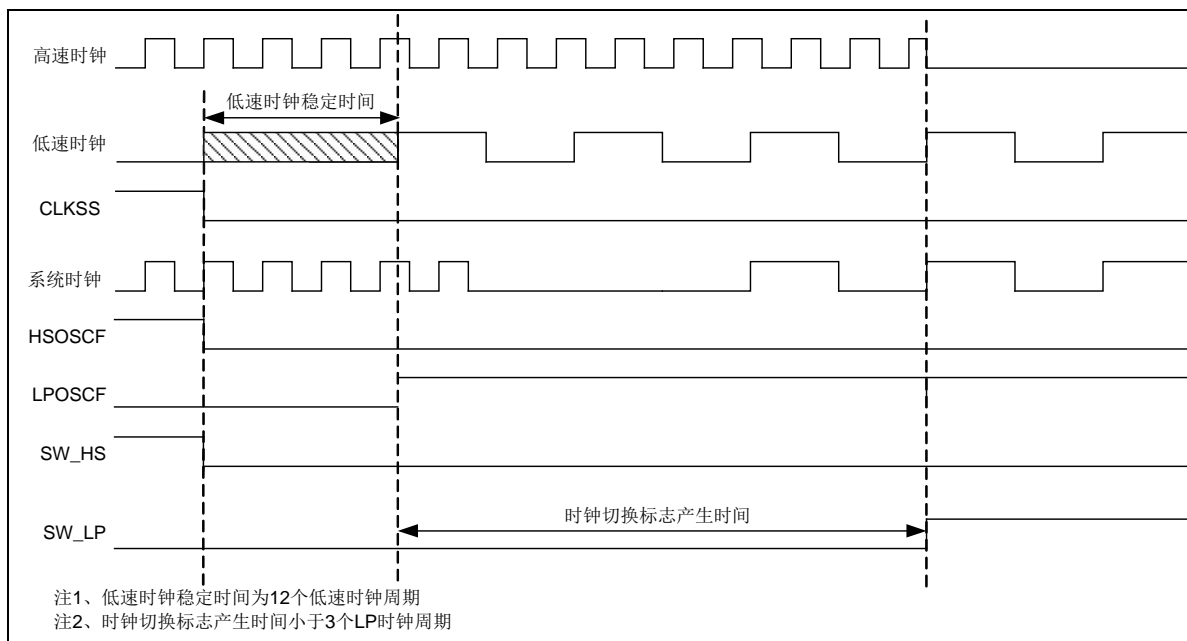 高速时钟
低速时钟稳定时间
低速时钟
CLKSS
系统时钟
HSOSCF
LPOSCF
SW_HS
时钟切换标志产生时间
SW_LP
注1、低速时钟稳定时间为12个低速时钟周期
注2、时钟切换标志产生时间小于3个LP时钟周期